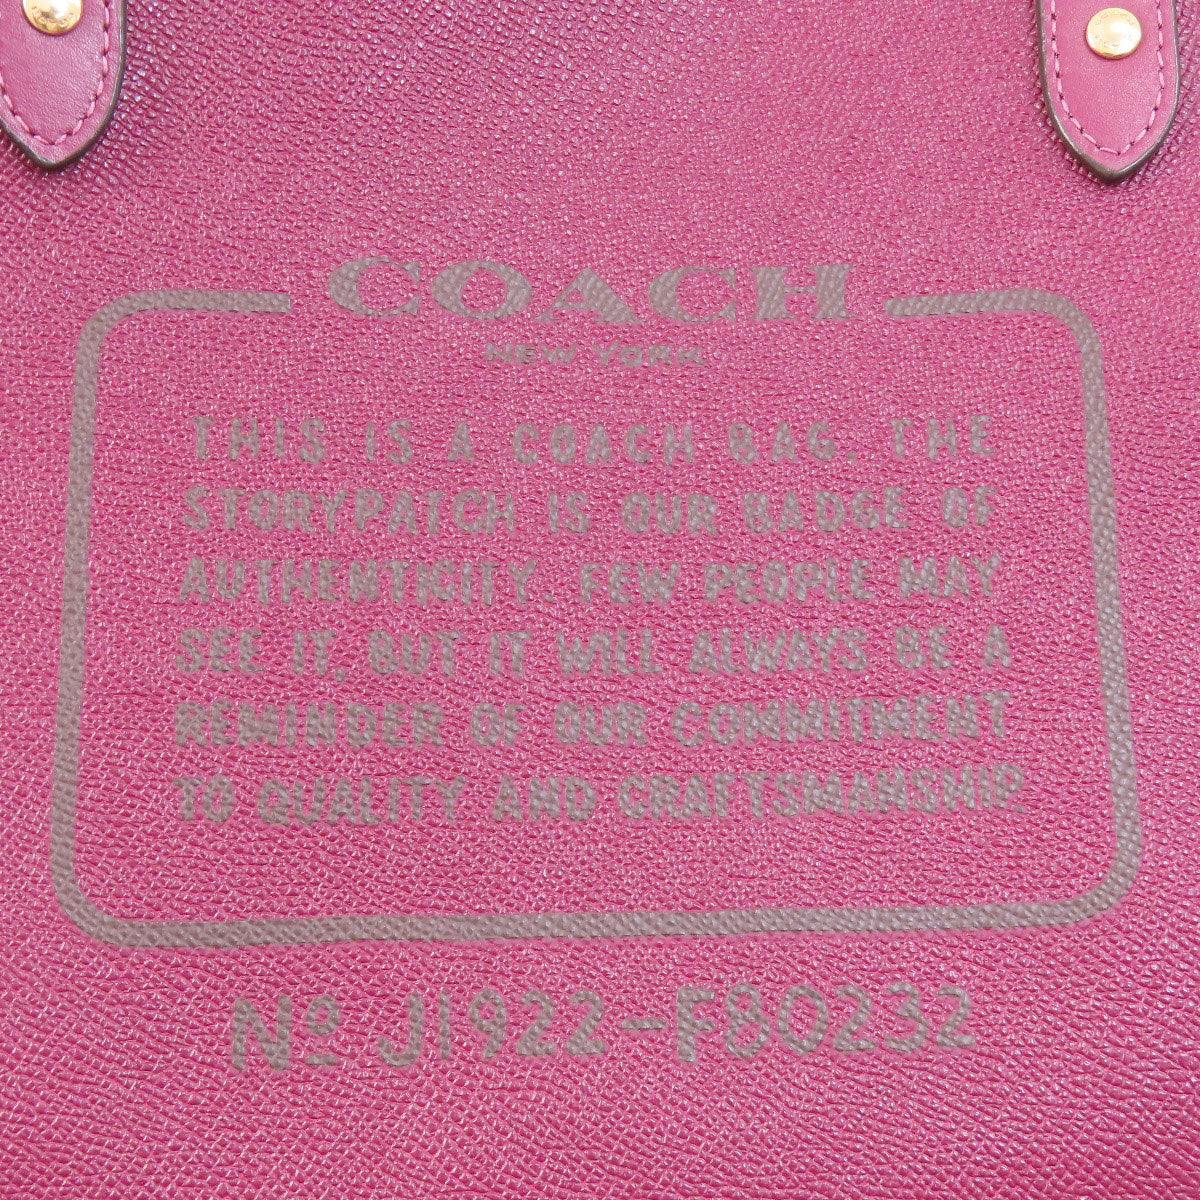 COACH
NEW YORK
THIS IS A COACH BAG. THE
STORYPATCH IS OUR BADGE OF
AUTHENTICITY. FEW PEOPLE MAY
SEE IT, BUT IT WILL ALWAYS BE A
REMINDER OF OUR COMMITMENT
TO QUALITY AND CRAFTSMANSHIP.
Nº J1922-F80232